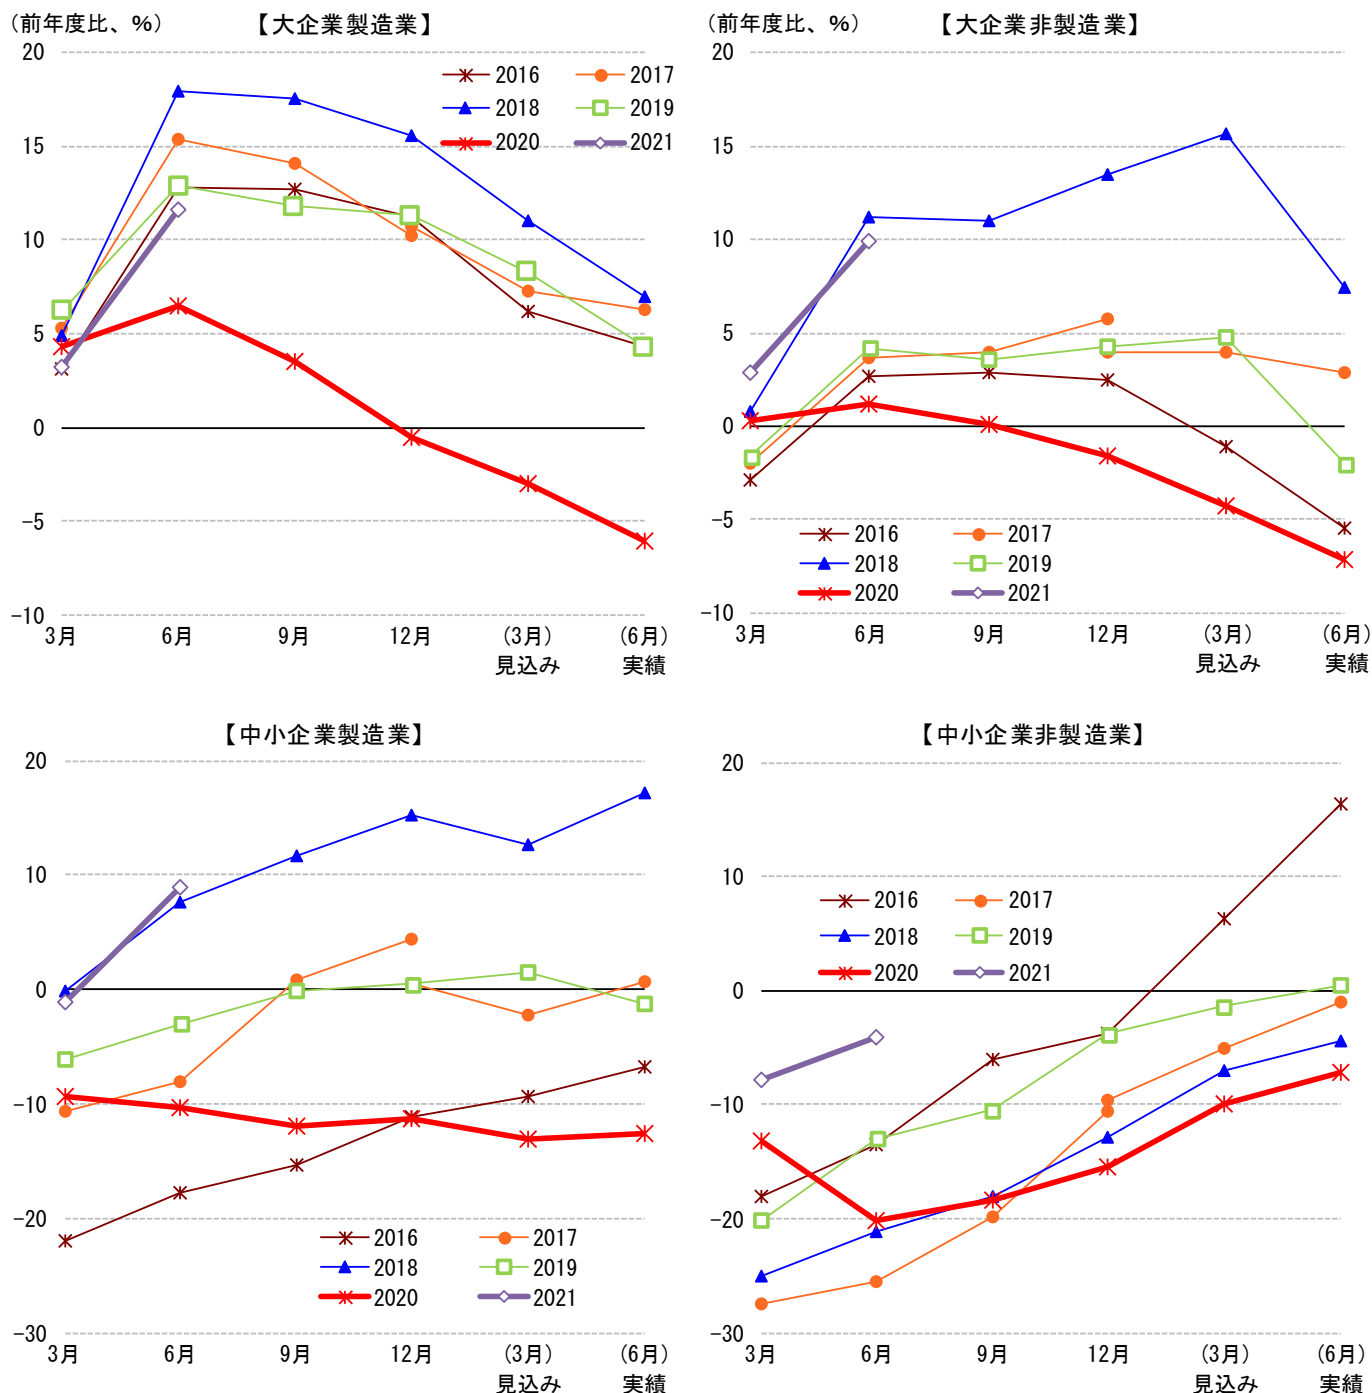 (前年度比、%)
【大企業製造業】
20
15
10
5
0
-5
-10
2016
2017
2018
2019
2020
2021
3月
6月
9月
12月
(3月)
見込み
(6月)
実績
(前年度比、%)
【大企業非製造業】
20
15
10
5
0
-5
-10
2016
2017
2018
2019
2020
2021
3月
6月
9月
12月
(3月)
見込み
(6月)
実績
【中小企業製造業】
20
10
0
-10
-20
-30
2016
2017
2018
2019
2020
2021
3月
6月
9月
12月
(3月)
見込み
(6月)
実績
【中小企業非製造業】
20
10
0
-10
-20
-30
2016
2017
2018
2019
2020
2021
3月
6月
9月
12月
(3月)
見込み
(6月)
実績